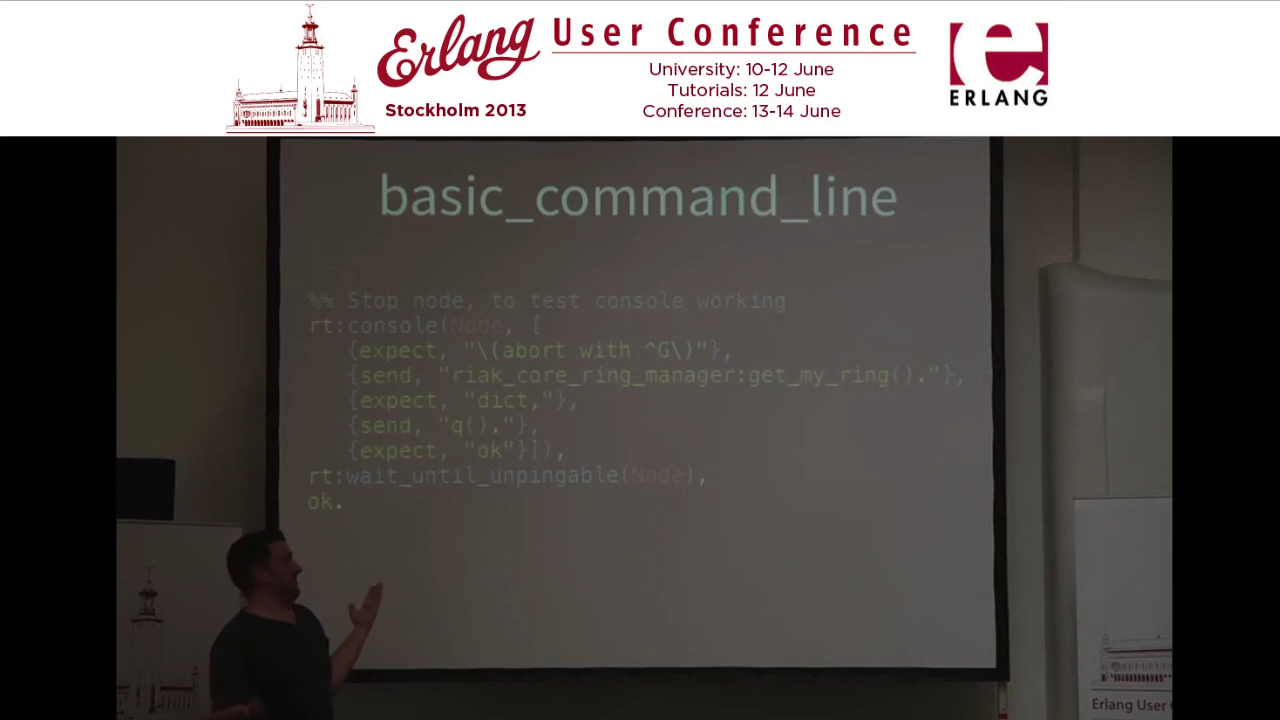 Erlang User Conference
Stockholm 2013
University: 10-12 June
Tutorials: 12 June
Conference: 13-14 June
ERLANG
basic_command_line
%% Stop node, to test console working
rt:console(Node, [
{expect, "\(abort with ^G\)"},
{send, "riak_core_ring_manager:get_my_ring()."},
{expect, "dict,"},
{send, "q()."},
{expect, "ok"}]),
rt:wait_until_unpingable(Node),
ok.
Erlang User